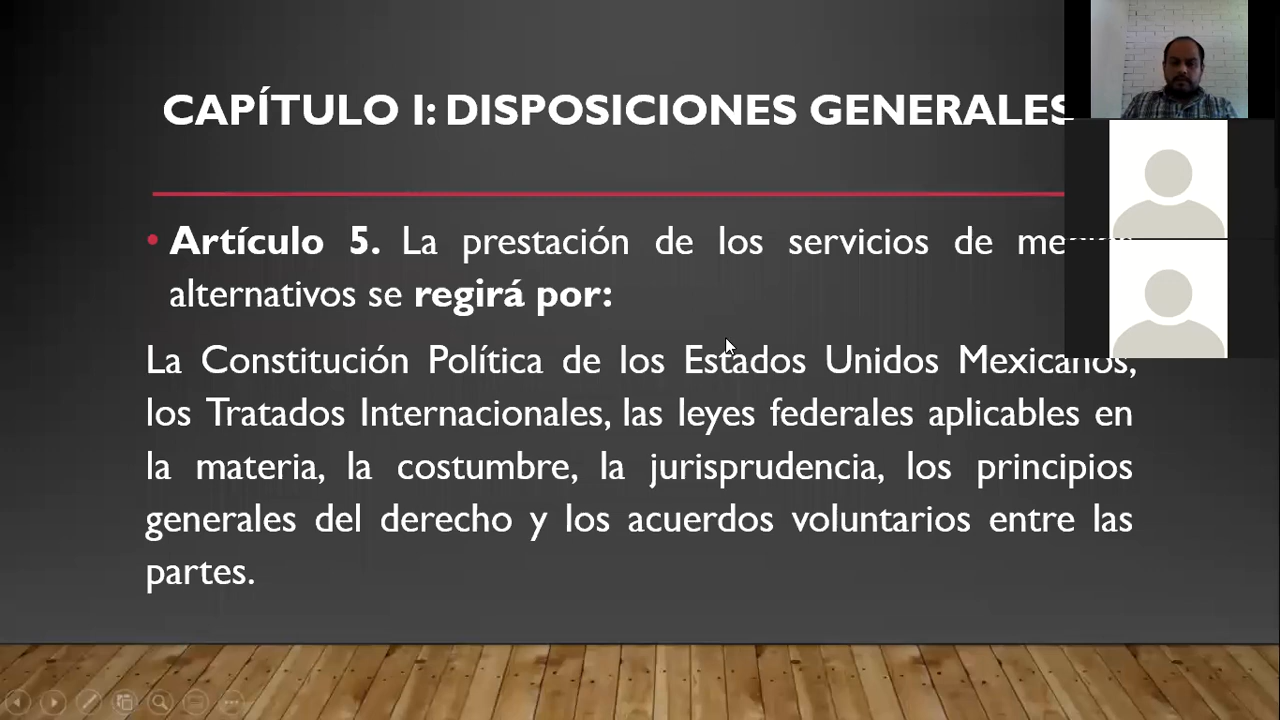 CAPÍTULO I: DISPOSICIONES GENERALES
• Artículo 5. La prestación de los servicios de
alternativos se regirá por:
La Constitución Política de los Estados Unidos Mexicanos,
los Tratados Internacionales, las leyes federales aplicables en
la materia, la costumbre, la jurisprudencia, los principios
generales del derecho y los acuerdos voluntarios entre las
partes.